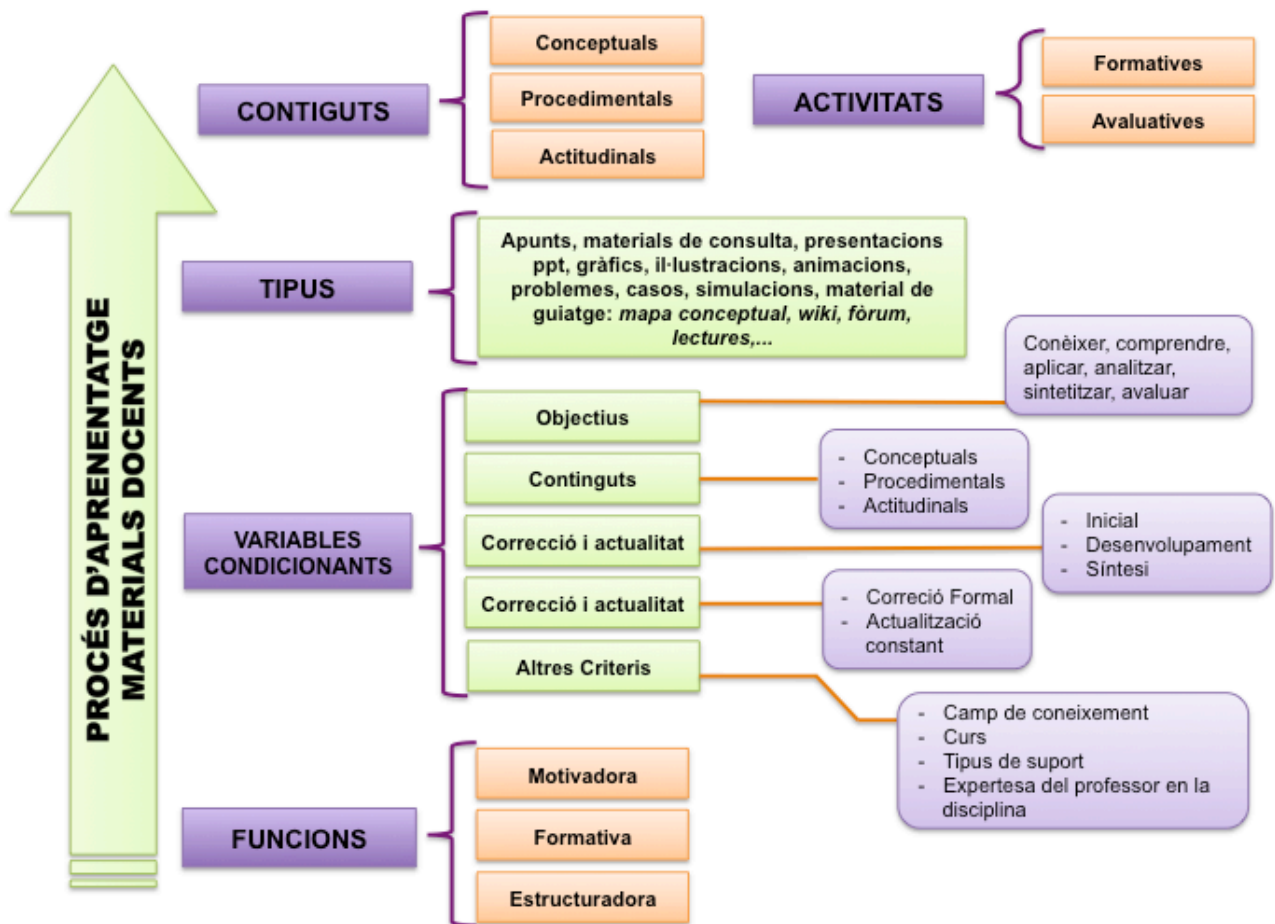 PROCÉS D'APRENENTATGE
MATERIALS DOCENTS
CONTIGUTS
Conceptuals
Procedimentals
Actitudinals
ACTIVITATS
Formatives
Avaluatives
TIPUS
Apunts, materials de consulta, presentacions
ppt, gràfics, il·lustracions, animacions,
problemes, casos, simulacions, material de
guiatge: mapa conceptual, wiki, fòrum,
lectures,...
VARIABLES
CONDICIONANTS
Objectius
Conèixer, comprendre,
aplicar, analitzar,
sintetitzar, avaluar
Continguts
- Conceptuals
- Procedimentals
- Actitudinals
Correcció i actualitat
- Inicial
- Desenvolupament
- Síntesi
Correcció i actualitat
- Correció Formal
- Actualització
constant
Altres Criteris
- Camp de coneixement
- Curs
- Tipus de suport
- Expertesa del professor en la
disciplina
FUNCIONS
Motivadora
Formativa
Estructuradora